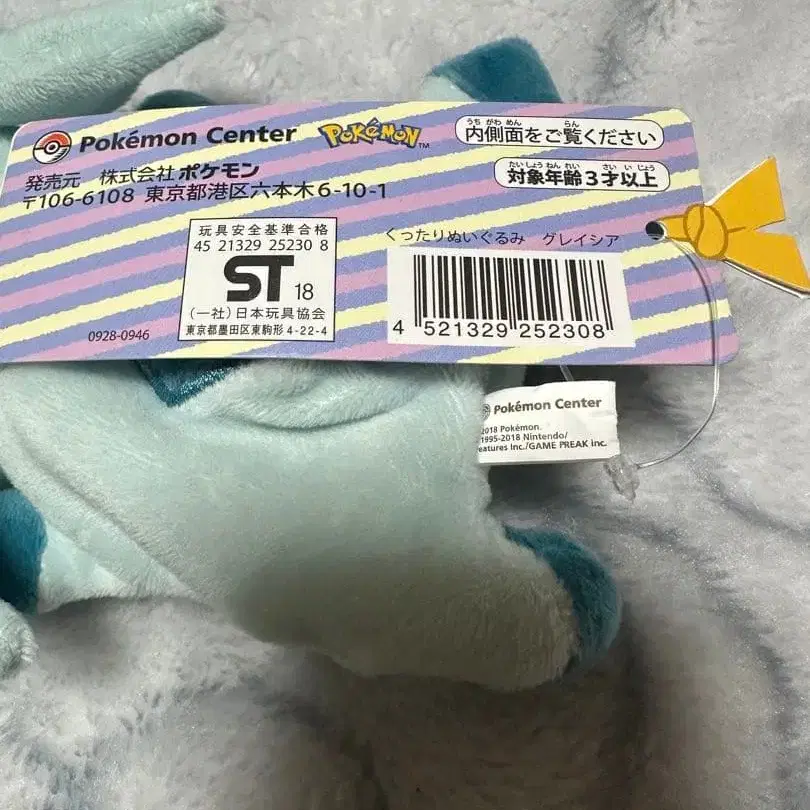 Pokémon Center POKéMON TM
うち がわ めん らん
内側面をご覧ください
たいしょう ねん れい さい い じょう
対象年齢3才以上
発売元 株式会社ポケモン
〒106-6108 東京都港区六本木6-10-1
玩具安全基準合格
45 21329 25230 8
ST 18
(一社)日本玩具協会
東京都墨田区東駒形 4-22-4
0928-0946
くったりぬいぐるみ グレイシア
4 521329 252308
Pokémon Center
2018 Pokémon.
1995-2018 Nintendo/
eatures Inc./GAME FREAK inc.